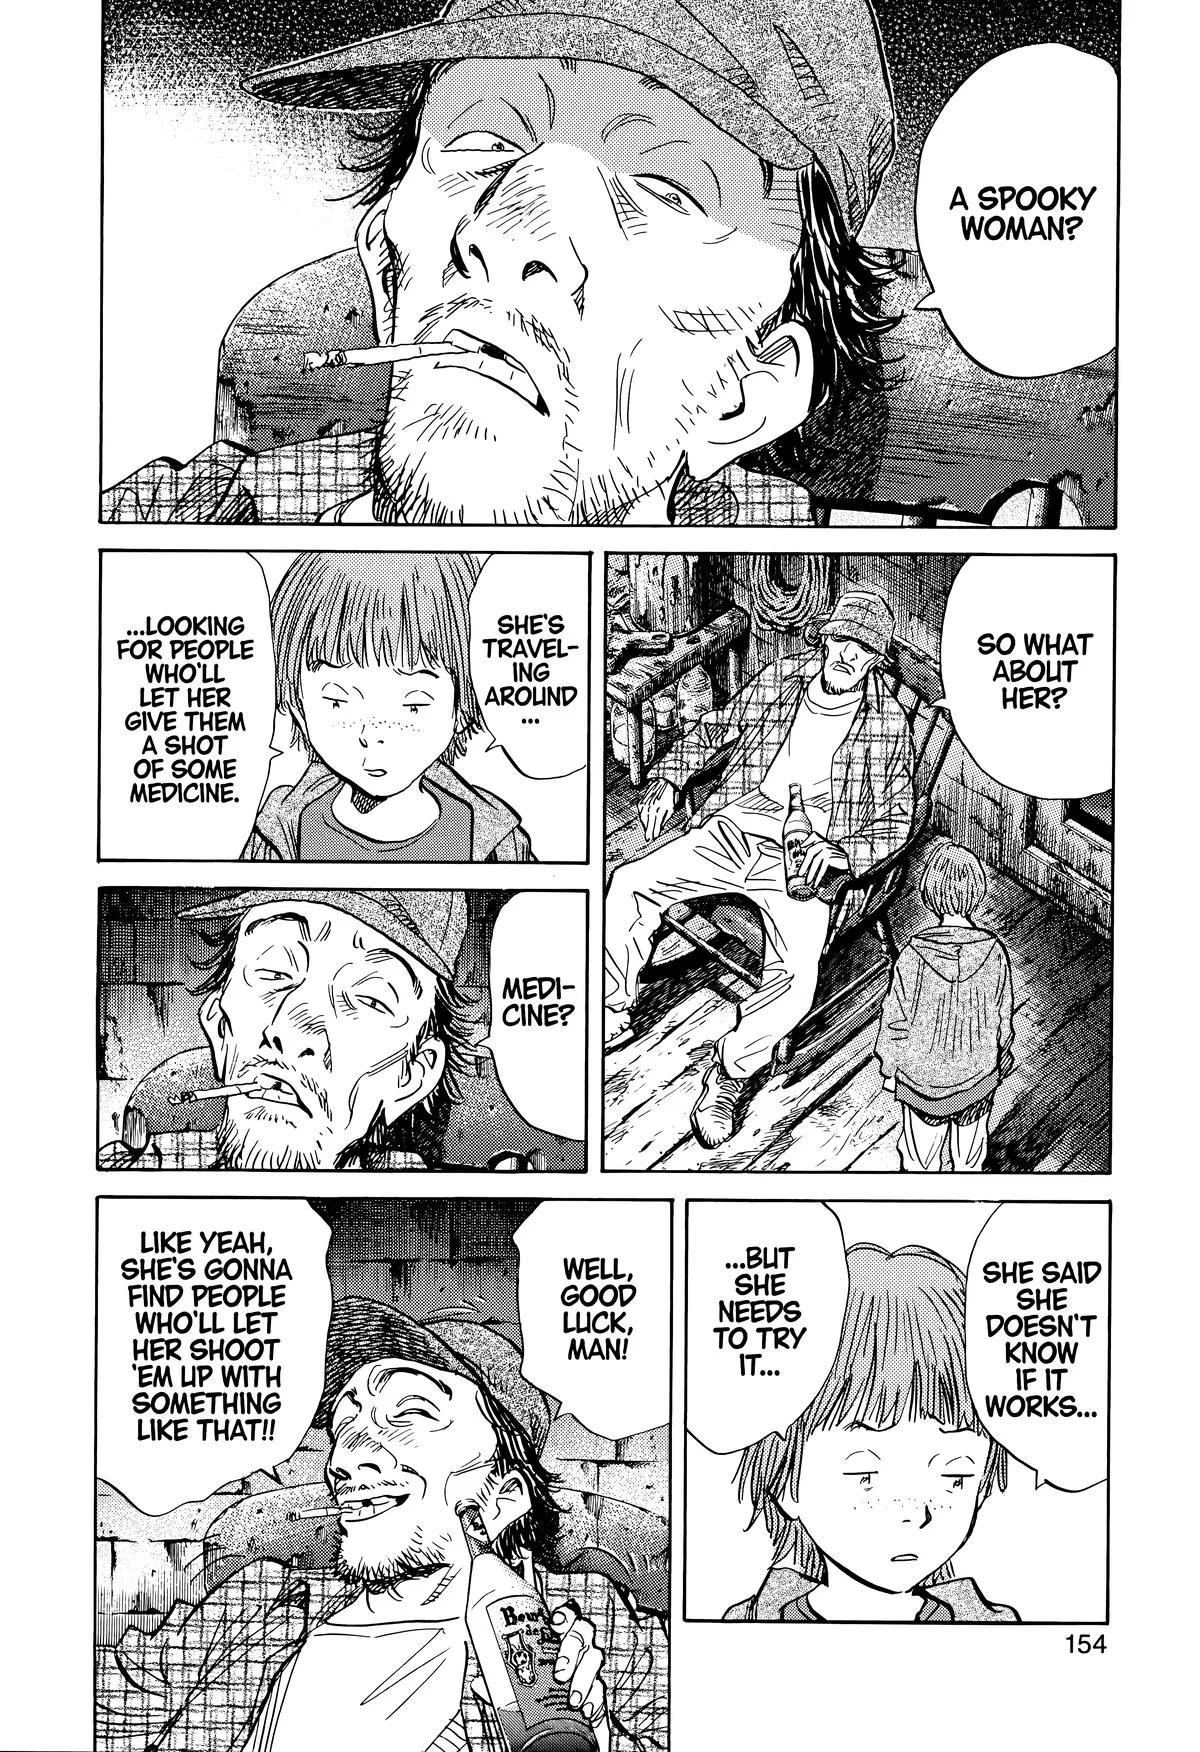 A SPOOKY
WOMAN?
SO WHAT
ABOUT
HER?
SHE'S
TRAVEL-
ING
AROUND
...
...LOOKING
FOR PEOPLE
WHO'LL
LET HER
GIVE THEM
A SHOT
OF SOME
MEDICINE.
MEDI-
CINE?
SHE SAID
SHE
DOESN'T
KNOW
IF IT
WORKS...
...BUT
SHE
NEEDS
TO TRY
IT...
WELL,
GOOD
LUCK,
MAN!
LIKE YEAH,
SHE'S GONNA
FIND PEOPLE
WHO'LL LET
HER SHOOT
'EM UP WITH
SOMETHING
LIKE THAT!!
154